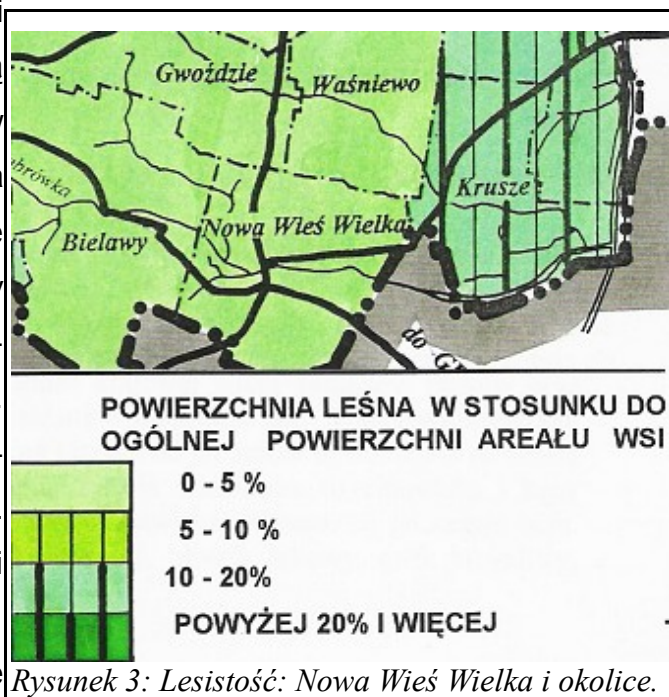 Gwoździe
Waśniewo
Krusze
Nowa Wieś Wielka
Bielawy
do
POWIERZCHNIA LEŚNA W STOSUNKU DO
OGÓLNEJ POWIERZCHNI AREAŁU WSI
0 - 5 %
5 - 10 %
10 - 20%
POWYŻEJ 20% I WIĘCEJ
Rysunek 3: Lesistość: Nowa Wieś Wielka i okolice.